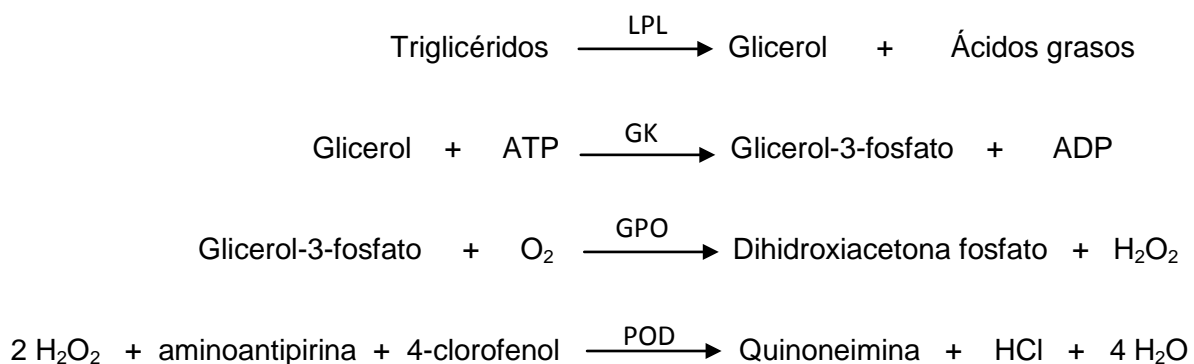 LPL
Triglicéridos Glicerol + Ácidos grasos
GK
Glicerol + ATP Glicerol-3-fosfato + ADP
GPO
Glicerol-3-fosfato + O₂ Dihidroxiacetona fosfato + H₂O₂
POD
2 H₂O₂ + aminoantipirina + 4-clorofenol Quinoneimina + HCl + 4 H₂O